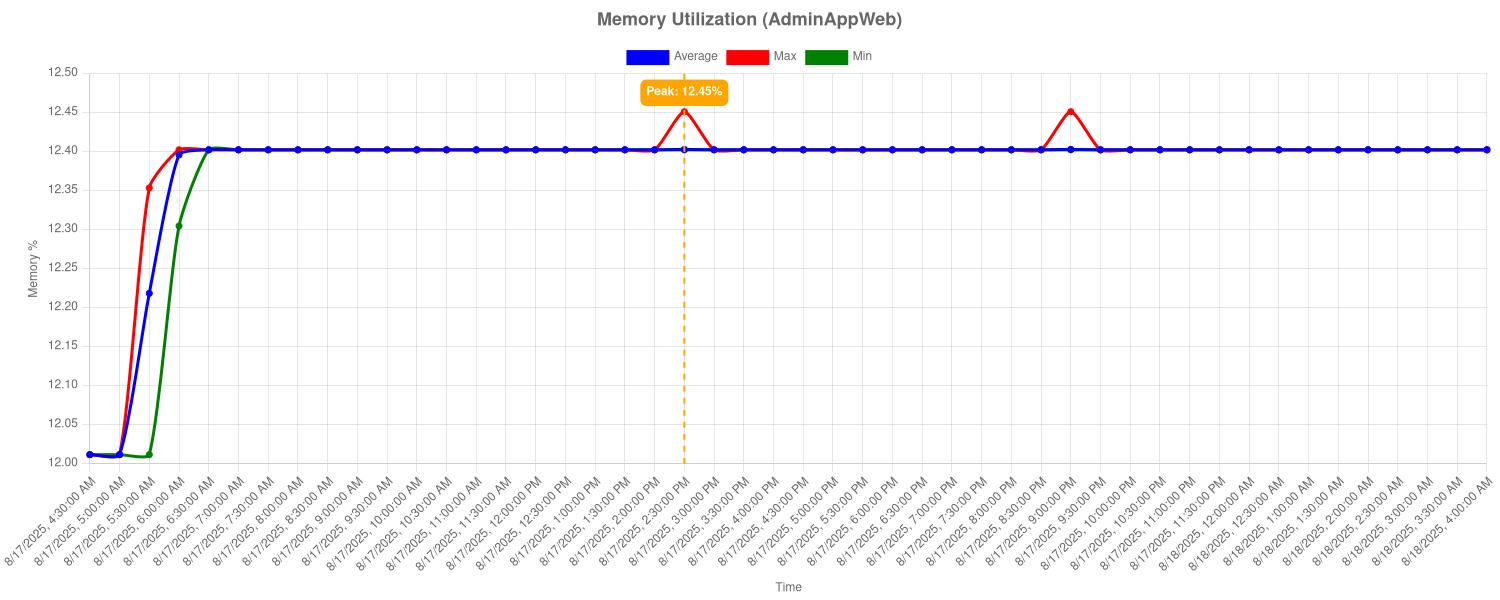 Memory Utilization (AdminAppWeb)
Average Max Min
Peak: 12.45%
12.50
12.45
12.40
12.35
12.30
12.25
12.20
12.15
12.10
12.05
12.00
Memory %
8/17/2025, 4:30:00 AM
8/17/2025, 5:00:00 AM
8/17/2025, 5:30:00 AM
8/17/2025, 6:00:00 AM
8/17/2025, 6:30:00 AM
8/17/2025, 7:00:00 AM
8/17/2025, 7:30:00 AM
8/17/2025, 8:00:00 AM
8/17/2025, 8:30:00 AM
8/17/2025, 9:00:00 AM
8/17/2025, 9:30:00 AM
8/17/2025, 10:00:00 AM
8/17/2025, 10:30:00 AM
8/17/2025, 11:00:00 AM
8/17/2025, 11:30:00 AM
8/17/2025, 12:00:00 PM
8/17/2025, 12:30:00 PM
8/17/2025, 1:00:00 PM
8/17/2025, 1:30:00 PM
8/17/2025, 2:00:00 PM
8/17/2025, 2:30:00 PM
8/17/2025, 3:00:00 PM
8/17/2025, 3:30:00 PM
8/17/2025, 4:00:00 PM
8/17/2025, 4:30:00 PM
8/17/2025, 5:00:00 PM
8/17/2025, 5:30:00 PM
8/17/2025, 6:00:00 PM
8/17/2025, 6:30:00 PM
8/17/2025, 7:00:00 PM
8/17/2025, 7:30:00 PM
8/17/2025, 8:00:00 PM
8/17/2025, 8:30:00 PM
8/17/2025, 9:00:00 PM
8/17/2025, 9:30:00 PM
8/17/2025, 10:00:00 PM
8/17/2025, 10:30:00 PM
8/17/2025, 11:00:00 PM
8/17/2025, 11:30:00 PM
8/18/2025, 12:00:00 AM
8/18/2025, 12:30:00 AM
8/18/2025, 1:00:00 AM
8/18/2025, 1:30:00 AM
8/18/2025, 2:00:00 AM
8/18/2025, 2:30:00 AM
8/18/2025, 3:00:00 AM
8/18/2025, 3:30:00 AM
8/18/2025, 4:00:00 AM
Time